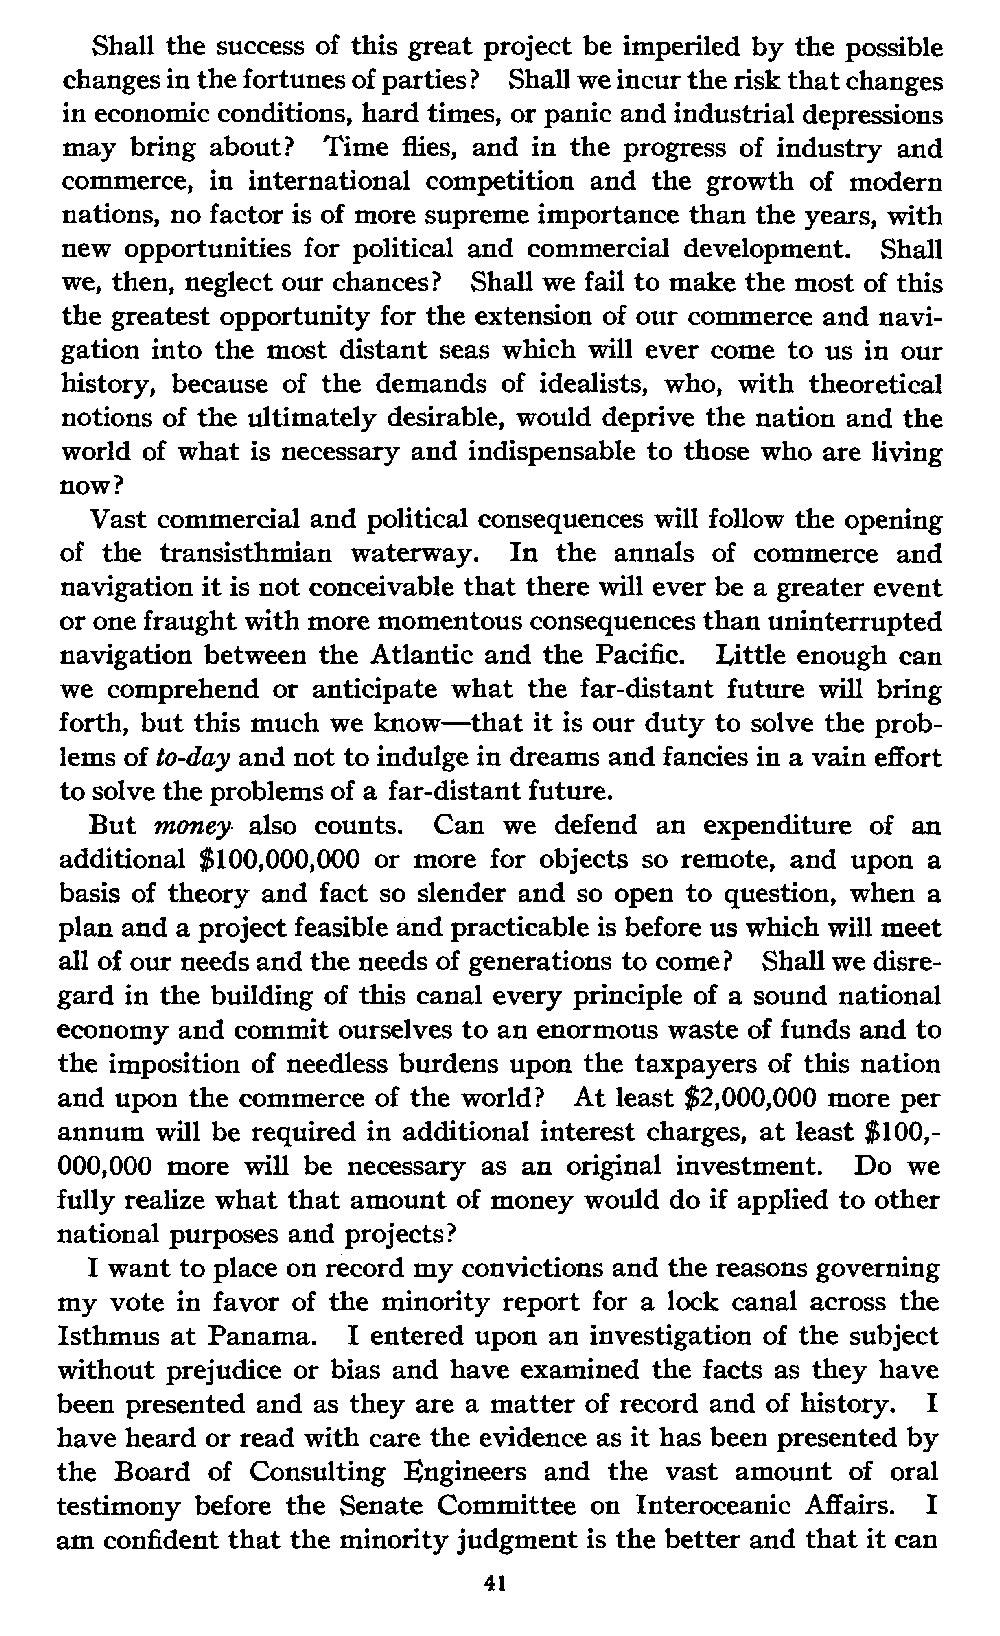 Shall the success of this great project be imperiled by the possible
changes in the fortunes of parties? Shall we incur the risk that changes
in economic conditions, hard times, or panic and industrial depressions
may bring about? Time flies, and in the progress of industry and
commerce, in international competition and the growth of modern
nations, no factor is of more supreme importance than the years, with
new opportunities for political and commercial development. Shall
we, then, neglect our chances? Shall we fail to make the most of this
the greatest opportunity for the extension of our commerce and navi-
gation into the most distant seas which will ever come to us in our
history, because of the demands of idealists, who, with theoretical
notions of the ultimately desirable, would deprive the nation and the
world of what is necessary and indispensable to those who are living
now?
Vast commercial and political consequences will follow the opening
of the transisthmian waterway. In the annals of commerce and
navigation it is not conceivable that there will ever be a greater event
or one fraught with more momentous consequences than uninterrupted
navigation between the Atlantic and the Pacific. Little enough can
we comprehend or anticipate what the far-distant future will bring
forth, but this much we know—that it is our duty to solve the prob-
lems of to-day and not to indulge in dreams and fancies in a vain effort
to solve the problems of a far-distant future.
But money also counts. Can we defend an expenditure of an
additional $100,000,000 or more for objects so remote, and upon a
basis of theory and fact so slender and so open to question, when a
plan and a project feasible and practicable is before us which will meet
all of our needs and the needs of generations to come? Shall we disre-
gard in the building of this canal every principle of a sound national
economy and commit ourselves to an enormous waste of funds and to
the imposition of needless burdens upon the taxpayers of this nation
and upon the commerce of the world? At least $2,000,000 more per
annum will be required in additional interest charges, at least $100,-
000,000 more will be necessary as an original investment. Do we
fully realize what that amount of money would do if applied to other
national purposes and projects?
I want to place on record my convictions and the reasons governing
my vote in favor of the minority report for a lock canal across the
Isthmus at Panama. I entered upon an investigation of the subject
without prejudice or bias and have examined the facts as they have
been presented and as they are a matter of record and of history. I
have heard or read with care the evidence as it has been presented by
the Board of Consulting Engineers and the vast amount of oral
testimony before the Senate Committee on Interoceanic Affairs. I
am confident that the minority judgment is the better and that it can
41